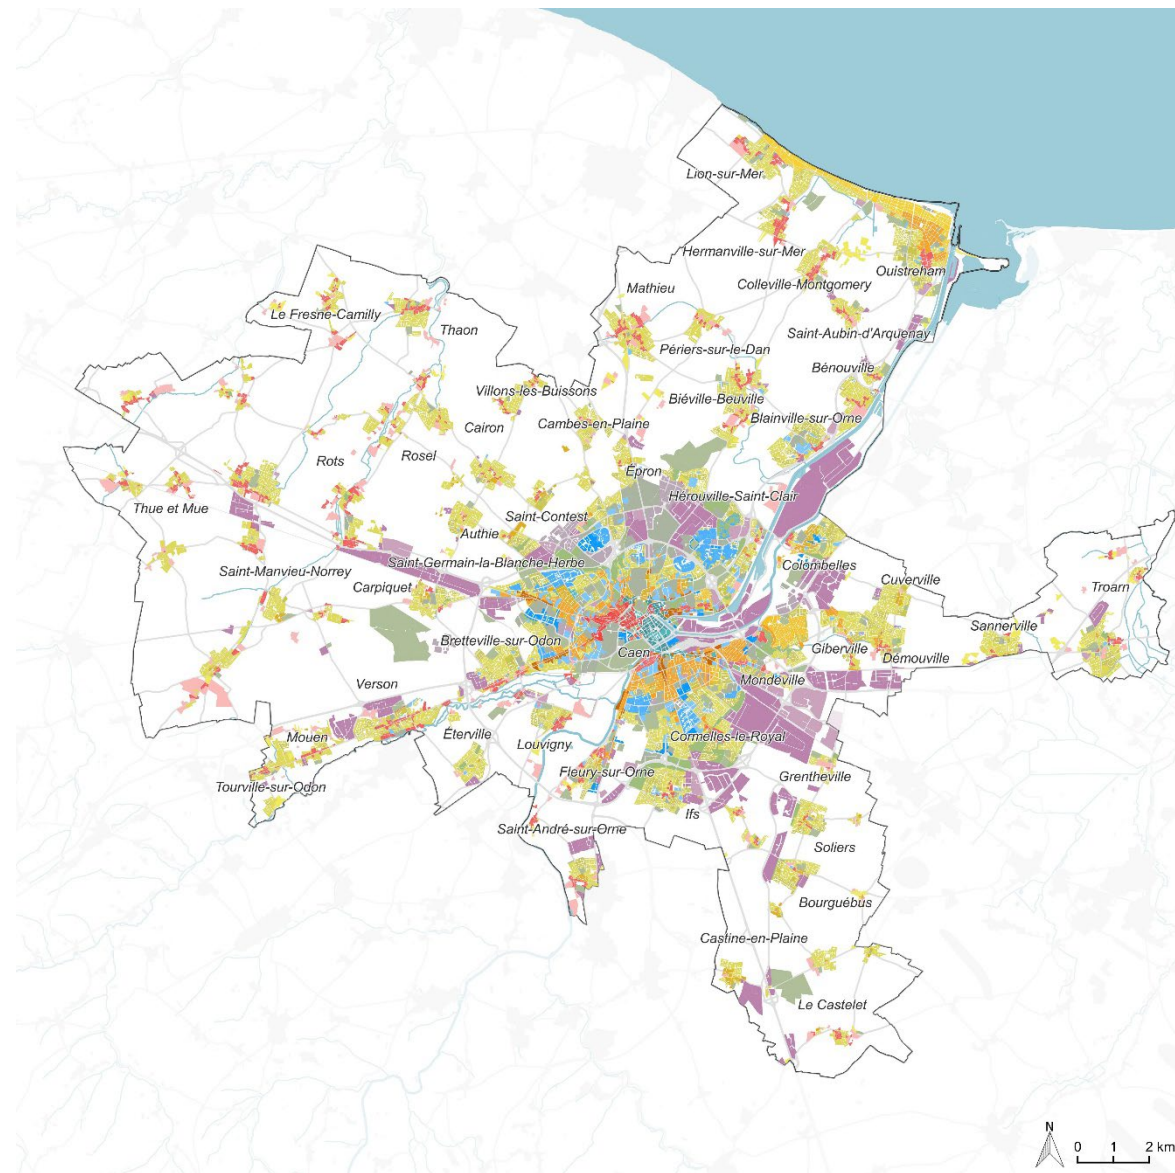 Lion-sur-Mer
Hermanville-sur-Mer
Ouistreham
Colleville-Montgomery
Mathieu
Le Fresne-Camilly
Thaon
Saint-Aubin-d'Arquenay
Périers-sur-le-Dan
Bénouville
Villons-les-Buissons
Biéville-Beuville
Blainville-sur-Orne
Cambes-en-Plaine
Cairon
Rosel
Rots
Épron
Hérouville-Saint-Clair
Thue et Mue
Saint-Contest
Authie
Saint-Germain-la-Blanche-Herbe
Colombelles
Saint-Manvieu-Norrey
Cuverville
Carpiquet
Troarn
Sannerville
Bretteville-sur-Odon
Caen
Giberville
Démouville
Mondeville
Verson
Éterville
Mouen
Louvigny
Cormelles-le-Royal
Fleury-sur-Orne
Grentheville
Tourville-sur-Odon
Ifs
Saint-André-sur-Orne
Soliers
Bourguébus
Castine-en-Plaine
Le Castelet
N
0 1 2 km